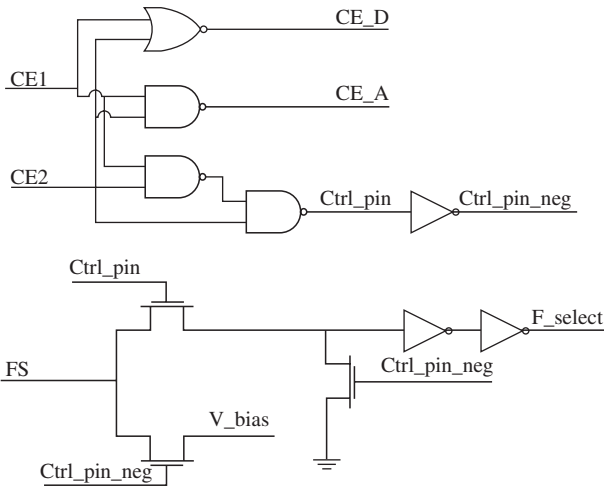 CE_D
CE1
CE_A
CE2
Ctrl_pin
Ctrl_pin_neg
Ctrl_pin
F_select
FS
Ctrl_pin_neg
V_bias
Ctrl_pin_neg